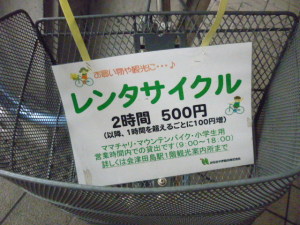 お買い物や観光に・・・♪
レンタサイクル
2時間 500円
(以降、1時間を超えるごとに100円増)
ママチャリ・マウンテンバイク・小学生用
営業時間内での貸出です(9:00~18:00)
詳しくは会津田島駅1階観光案内所まで